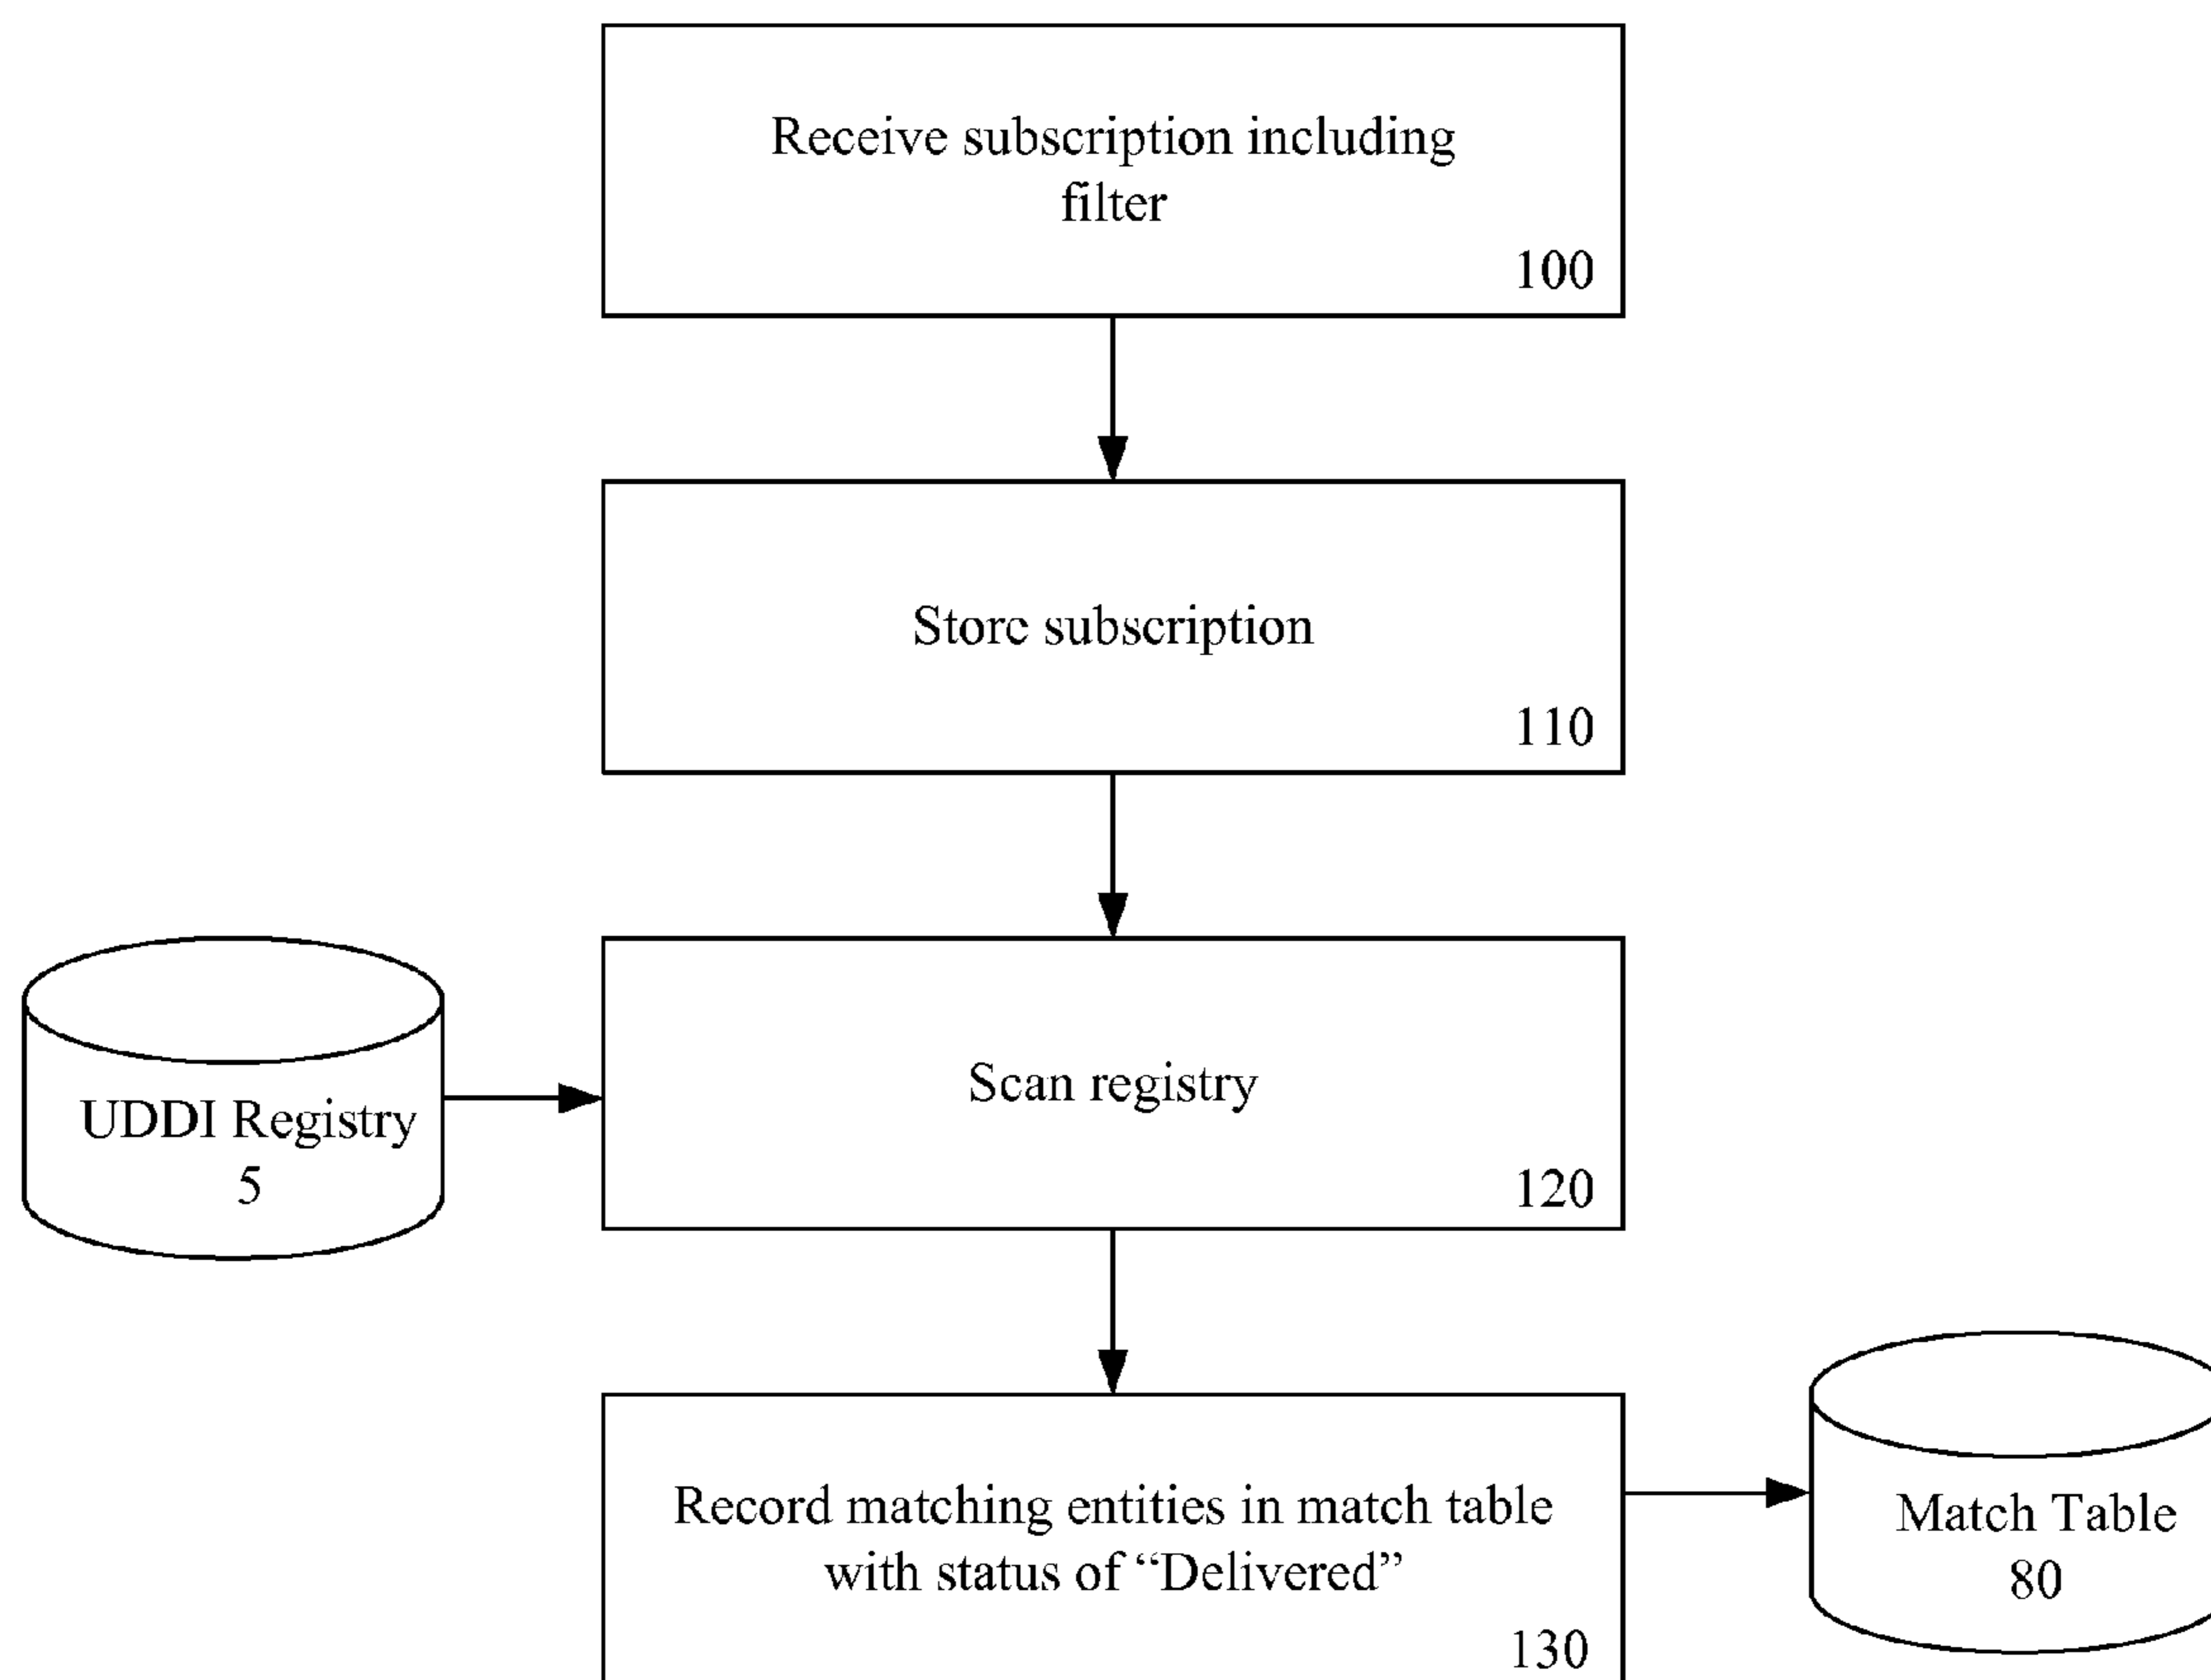 Receive subscription including
filter
100
Store subscription
110
Scan registry
120
UDDI Registry
5
Record matching entities in match table
with status of “Delivered”
130
Match Table
80